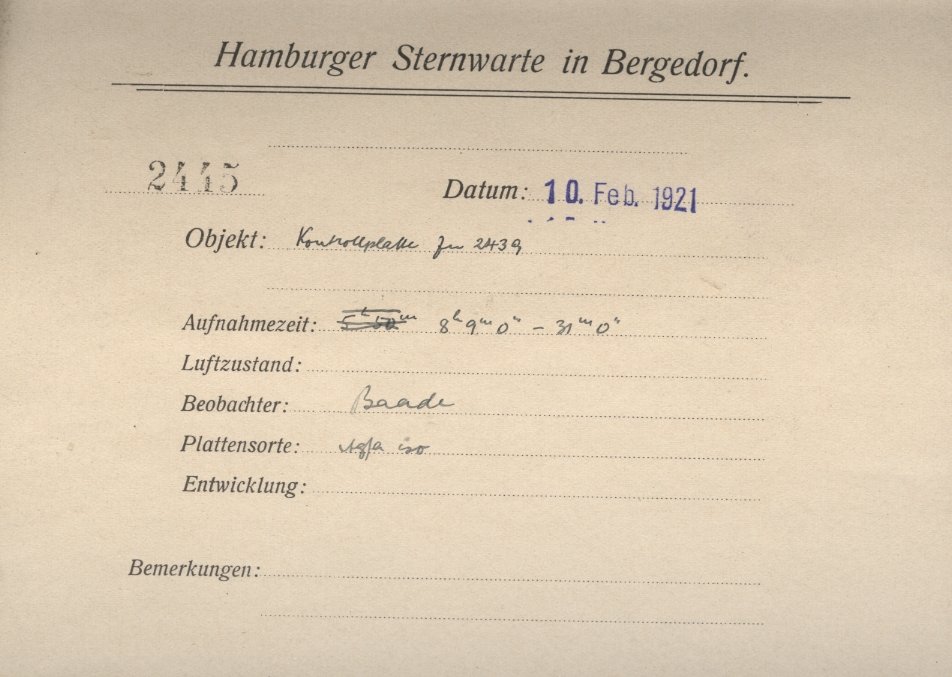 Hamburger Sternwarte in Bergedorf.
2445
Datum: 10. Feb. 1921
Objekt: Kontrollplatte zu 2439
Aufnahmezeit: 8h 9m 0s – 31m 0s
Luftzustand:
Beobachter: Baade
Plattensorte: Agfa iso
Entwicklung:
Bemerkungen: